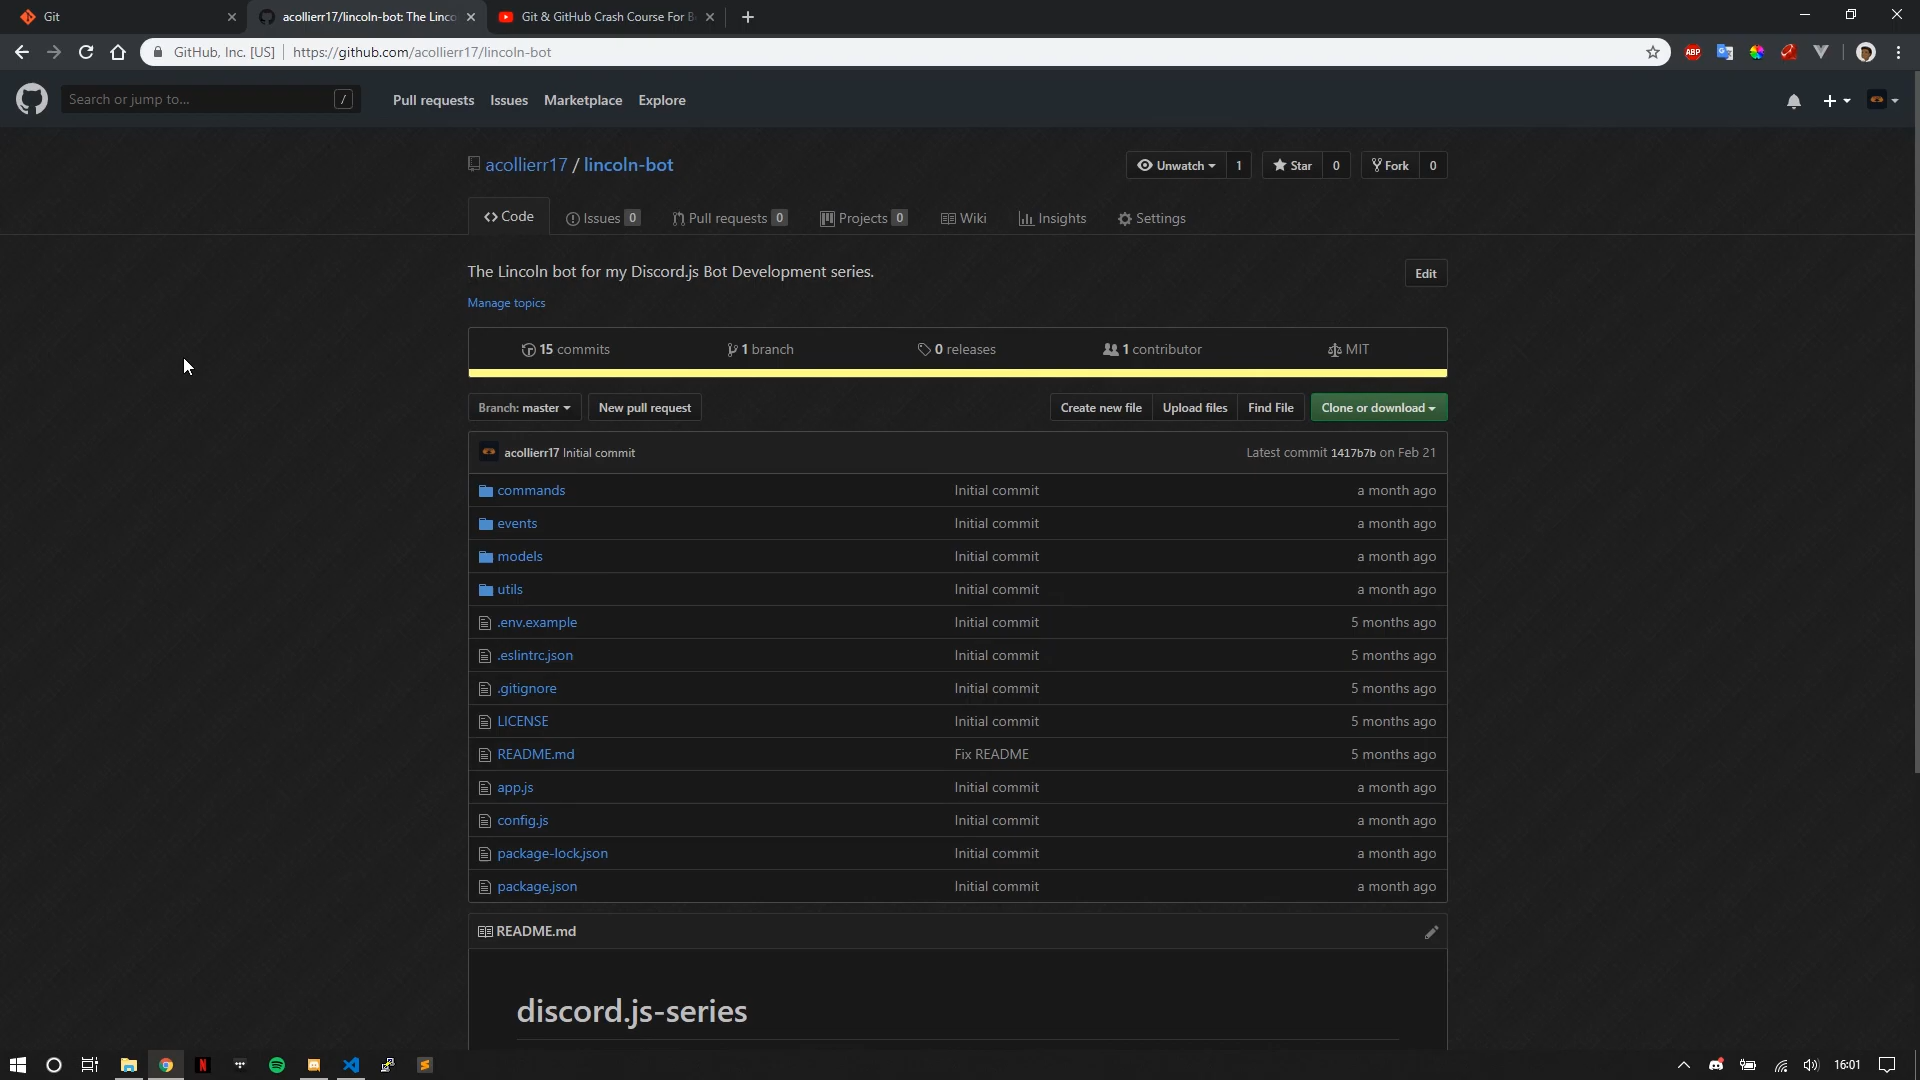 Git
acollierr17/lincoln-bot: The Linco
Git & GitHub Crash Course For B
GitHub, Inc. [US]
https://github.com/acollierr17/lincoln-bot
ABP
Search or jump to...
/
Pull requests
Issues
Marketplace
Explore
acollierr17 / lincoln-bot
Unwatch 1
Star 0
Fork 0
Code
Issues 0
Pull requests 0
Projects 0
Wiki
Insights
Settings
The Lincoln bot for my Discord.js Bot Development series.
Edit
Manage topics
15 commits
1 branch
0 releases
1 contributor
MIT
Branch: master
New pull request
Create new file
Upload files
Find File
Clone or download
acollierr17 Initial commit
Latest commit 1417b7b on Feb 21
commands Initial commit a month ago
events Initial commit a month ago
models Initial commit a month ago
utils Initial commit a month ago
.env.example Initial commit 5 months ago
.eslintrc.json Initial commit 5 months ago
.gitignore Initial commit 5 months ago
LICENSE Initial commit 5 months ago
README.md Fix README 5 months ago
app.js Initial commit a month ago
config.js Initial commit a month ago
package-lock.json Initial commit a month ago
package.json Initial commit a month ago
README.md
discord.js-series
16:01